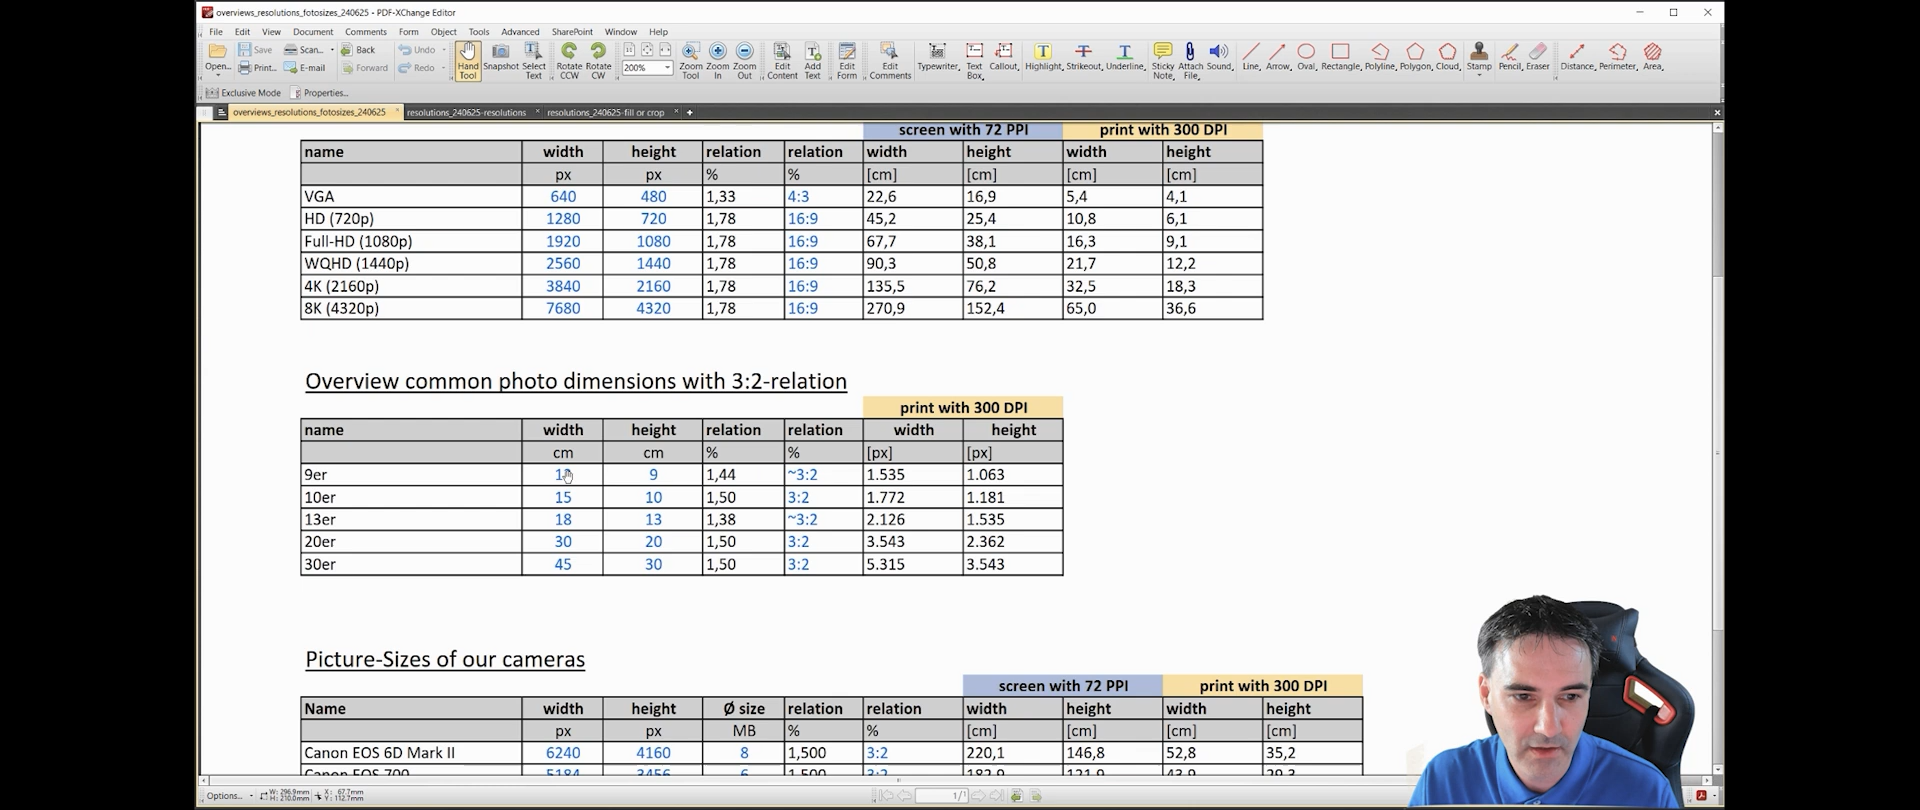 overviews_resolutions_fotosizes_240625 - PDF-XChange Editor
File Edit View Document Comments Form Object Tools Advanced SharePoint Window Help
Open... Save Scan... Back Undo Hand Tool Snapshot Select Text Rotate CCW Rotate CW Zoom Tool Zoom In Zoom Out Edit Content Add Text Edit Form Edit Comments Typewriter, Text Box, Callout, Highlight, Strikeout, Underline, Sticky Note, Attach File, Sound, Line, Arrow, Oval, Rectangle, Polyline, Polygon, Cloud, Stamp Pencil, Eraser Distance, Perimeter, Area,
Print... E-mail Forward Redo 200%
Exclusive Mode Properties...
overviews_resolutions_fotosizes_240625 resolutions_240625-resolutions resolutions_240625-fill or crop
screen with 72 PPI print with 300 DPI
name width height relation relation width height width height
px px % % [cm] [cm] [cm] [cm]
VGA 640 480 1,33 4:3 22,6 16,9 5,4 4,1
HD (720p) 1280 720 1,78 16:9 45,2 25,4 10,8 6,1
Full-HD (1080p) 1920 1080 1,78 16:9 67,7 38,1 16,3 9,1
WQHD (1440p) 2560 1440 1,78 16:9 90,3 50,8 21,7 12,2
4K (2160p) 3840 2160 1,78 16:9 135,5 76,2 32,5 18,3
8K (4320p) 7680 4320 1,78 16:9 270,9 152,4 65,0 36,6
Overview common photo dimensions with 3:2-relation
print with 300 DPI
name width height relation relation width height
cm cm % % [px] [px]
9er 9 1,44 ~3:2 1.535 1.063
10er 15 10 1,50 3:2 1.772 1.181
13er 18 13 1,38 ~3:2 2.126 1.535
20er 30 20 1,50 3:2 3.543 2.362
30er 45 30 1,50 3:2 5.315 3.543
Picture-Sizes of our cameras
screen with 72 PPI print with 300 DPI
Name width height Ø size relation relation width height width height
px px MB % % [cm] [cm] [cm] [cm]
Canon EOS 6D Mark II 6240 4160 8 1,500 3:2 220,1 146,8 52,8 35,2
Options... W: 296.9mm H: 210.0mm X: 67.7mm Y: 112.7mm 1/1